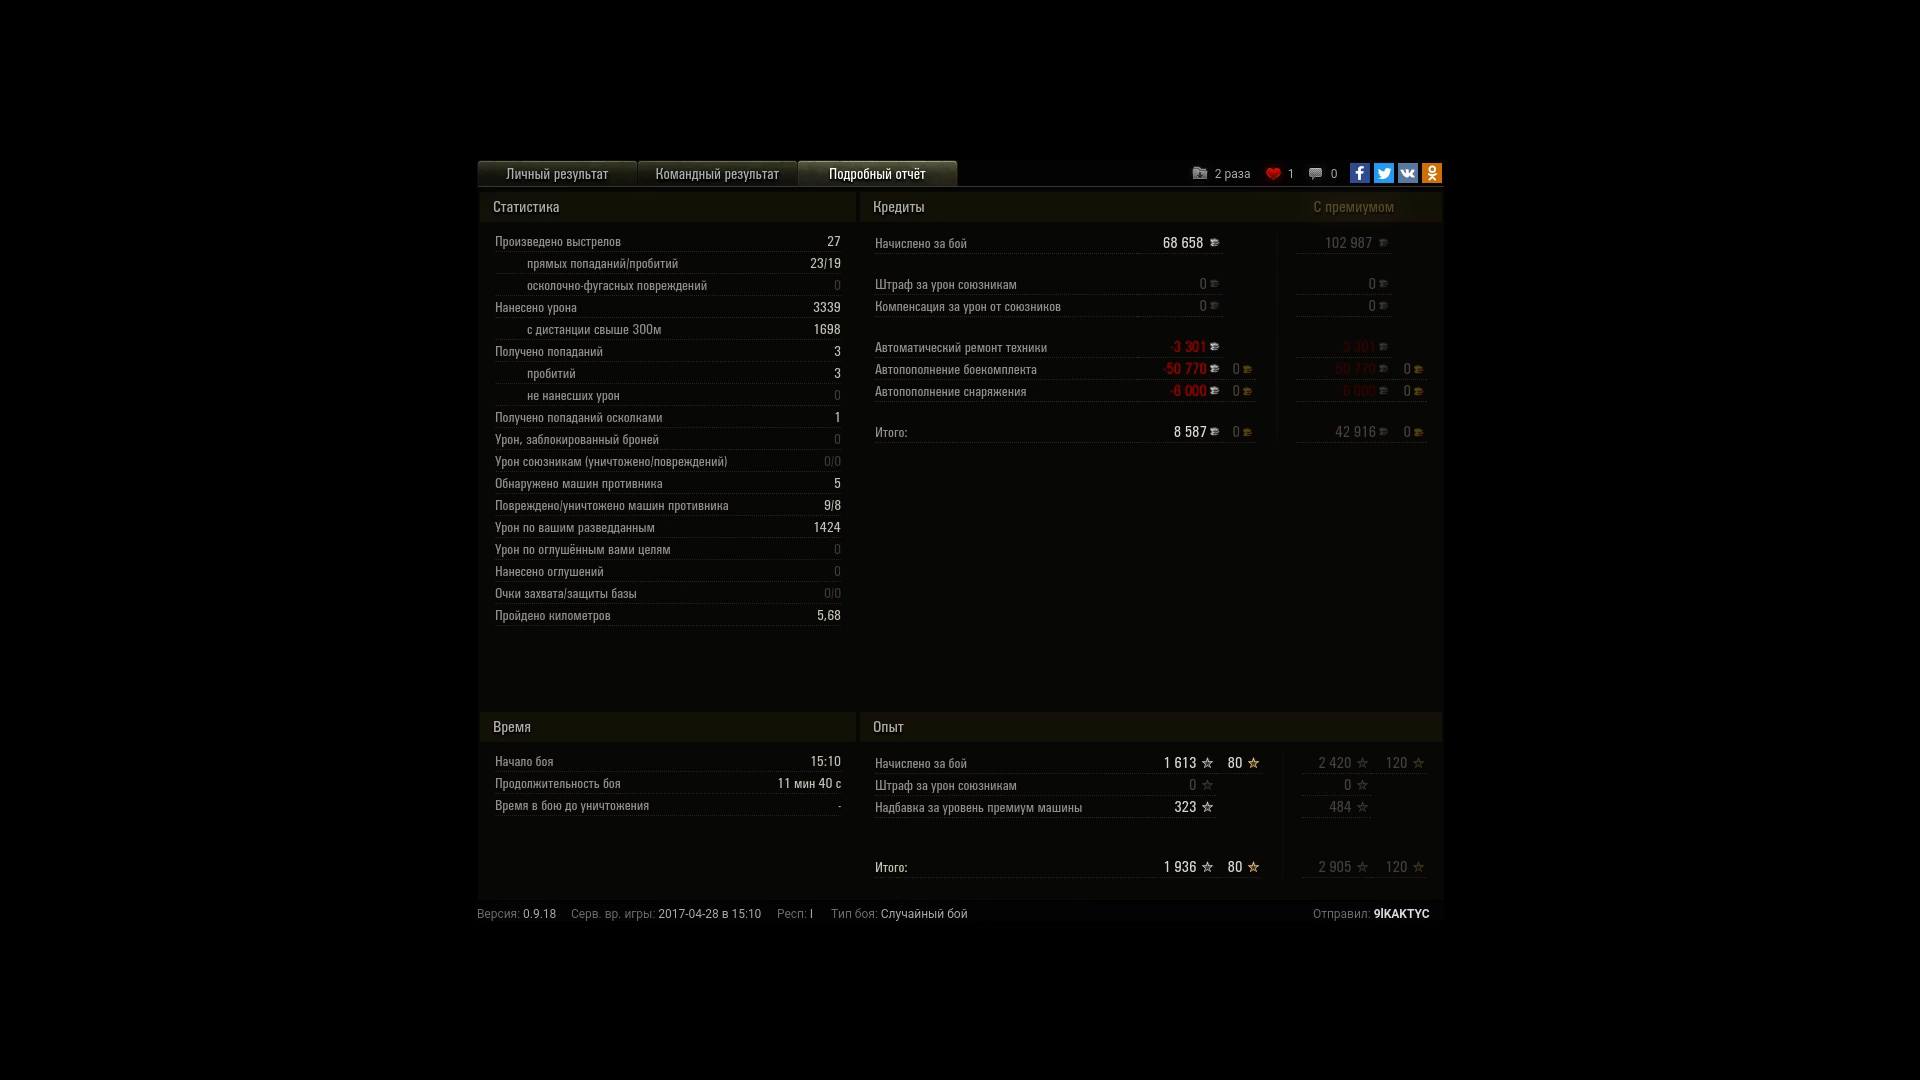 Личный результат Командный результат Подробный отчёт 2 раза 1 0
Статистика
Произведено выстрелов 27
прямых попаданий/пробитий 23/19
осколочно-фугасных повреждений 0
Нанесено урона 3339
с дистанции свыше 300м 1698
Получено попаданий 3
пробитий 3
не нанесших урон 0
Получено попаданий осколками 1
Урон, заблокированный броней 0
Урон союзникам (уничтожено/повреждений) 0/0
Обнаружено машин противника 5
Повреждено/уничтожено машин противника 9/8
Урон по вашим разведданным 1424
Урон по оглушённым вами целям 0
Нанесено оглушений 0
Очки захвата/защиты базы 0/0
Пройдено километров 5,68
Кредиты С премиумом
Начислено за бой 68 658 102 987
Штраф за урон союзникам 0 0
Компенсация за урон от союзников 0 0
Автоматический ремонт техники -3 301 -3 301
Автопополнение боекомплекта -50 770 0 -50 770 0
Автопополнение снаряжения -6 000 0 -6 000 0
Итого: 8 587 0 42 916 0
Время
Начало боя 15:10
Продолжительность боя 11 мин 40 с
Время в бою до уничтожения -
Опыт
Начислено за бой 1 613 80 2 420 120
Штраф за урон союзникам 0 0
Надбавка за уровень премиум машины 323 484
Итого: 1 936 80 2 905 120
Версия: 0.9.18 Серв. вр. игры: 2017-04-28 в 15:10 Респ: I Тип боя: Случайный бой Отправил: 9lKAKTYC